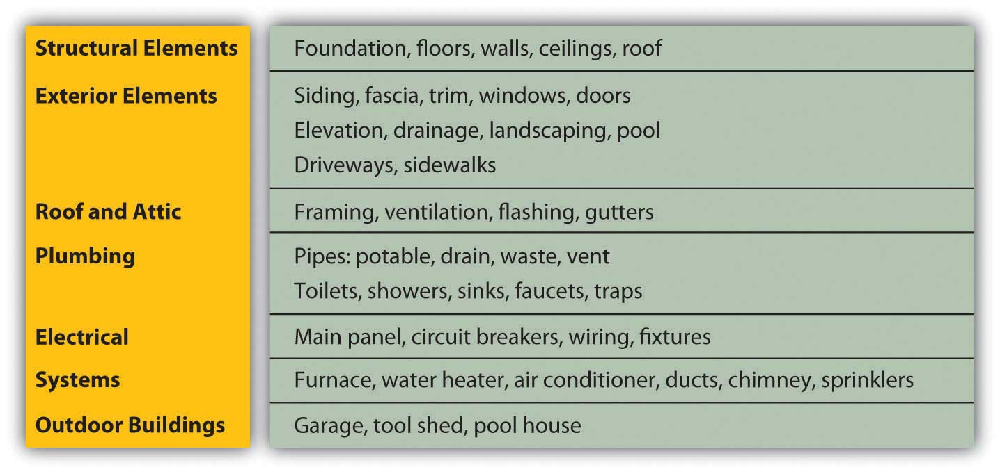 Structural Elements
Foundation, floors, walls, ceilings, roof
Exterior Elements
Siding, fascia, trim, windows, doors
Elevation, drainage, landscaping, pool
Driveways, sidewalks
Roof and Attic
Framing, ventilation, flashing, gutters
Plumbing
Pipes: potable, drain, waste, vent
Toilets, showers, sinks, faucets, traps
Electrical
Main panel, circuit breakers, wiring, fixtures
Systems
Furnace, water heater, air conditioner, ducts, chimney, sprinklers
Outdoor Buildings
Garage, tool shed, pool house